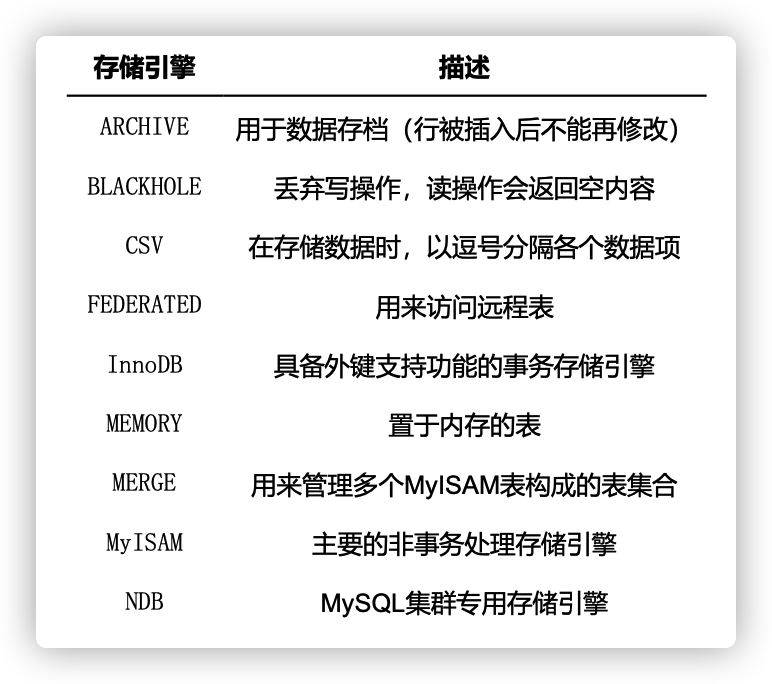 存储引擎 描述
ARCHIVE 用于数据存档（行被插入后不能再修改）
BLACKHOLE 丢弃写操作，读操作会返回空内容
CSV 在存储数据时，以逗号分隔各个数据项
FEDERATED 用来访问远程表
InnoDB 具备外键支持功能的事务存储引擎
MEMORY 置于内存的表
MERGE 用来管理多个MyISAM表构成的表集合
MyISAM 主要的非事务处理存储引擎
NDB MySQL集群专用存储引擎